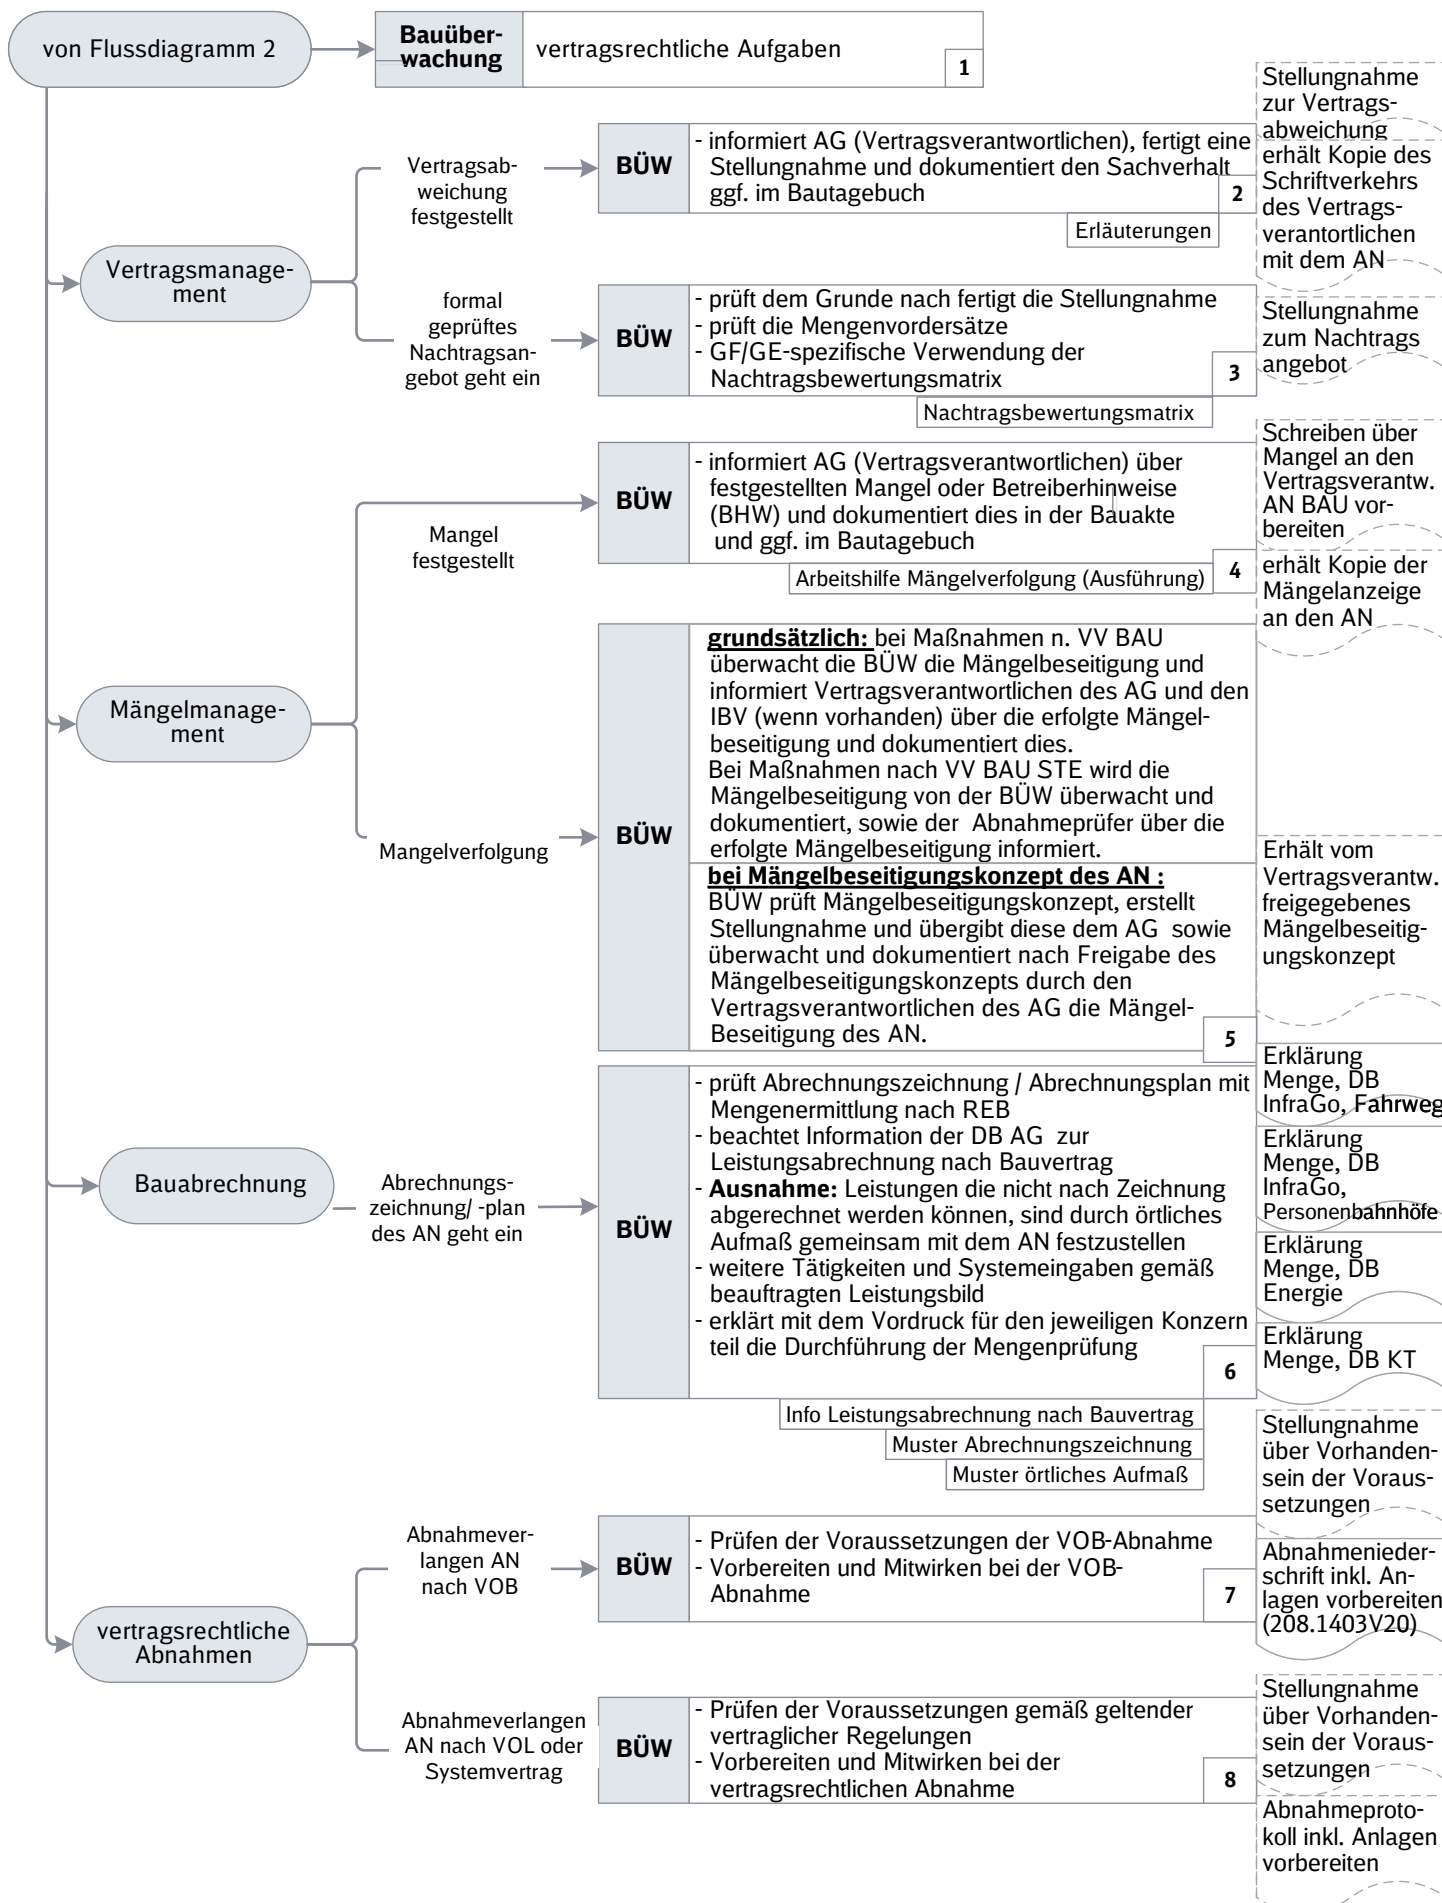 von Flussdiagramm 2
Bauüber-
wachung
vertragsrechtliche Aufgaben
1
Vertragsmanage-
ment
Vertragsab-
weichung
festgestellt
BÜW
- informiert AG (Vertragsverantwortlichen), fertigt eine
Stellungnahme und dokumentiert den Sachverhalt
ggf. im Bautagebuch
2
Erläuterungen
Stellungnahme
zur Vertrags-
abweichung
erhält Kopie des
Schriftverkehrs
des Vertrags-
verantortlichen
mit dem AN
formal
geprüftes
Nachtragsan-
gebot geht ein
BÜW
- prüft dem Grunde nach fertigt die Stellungnahme
- prüft die Mengenvordersätze
- GF/GE-spezifische Verwendung der
Nachtragsbewertungsmatrix
3
Nachtragsbewertungsmatrix
Stellungnahme
zum Nachtrags
angebot
Mängelmanage-
ment
Mangel
festgestellt
BÜW
- informiert AG (Vertragsverantwortlichen) über
festgestellten Mangel oder Betreiberhinweise
(BHW) und dokumentiert dies in der Bauakte
und ggf. im Bautagebuch
4
Arbeitshilfe Mängelverfolgung (Ausführung)
Schreiben über
Mangel an den
Vertragsverantw.
AN BAU vor-
bereiten
erhält Kopie der
Mängelanzeige
an den AN
Mangelverfolgung
BÜW
grundsätzlich: bei Maßnahmen n. VV BAU
überwacht die BÜW die Mängelbeseitigung und
informiert Vertragsverantwortlichen des AG und den
IBV (wenn vorhanden) über die erfolgte Mängel-
beseitigung und dokumentiert dies.
Bei Maßnahmen nach VV BAU STE wird die
Mängelbeseitigung von der BÜW überwacht und
dokumentiert, sowie der Abnahmeprüfer über die
erfolgte Mängelbeseitigung informiert.
bei Mängelbeseitigungskonzept des AN :
BÜW prüft Mängelbeseitigungskonzept, erstellt
Stellungnahme und übergibt diese dem AG sowie
überwacht und dokumentiert nach Freigabe des
Mängelbeseitigungskonzepts durch den
Vertragsverantwortlichen des AG die Mängel-
Beseitigung des AN.
5
Erhält vom
Vertragsverantw.
freigegebenes
Mängelbeseitig-
ungskonzept
Bauabrechnung
Abrechnungs-
zeichnung/ -plan
des AN geht ein
BÜW
- prüft Abrechnungszeichnung / Abrechnungsplan mit
Mengenermittlung nach REB
- beachtet Information der DB AG zur
Leistungsabrechnung nach Bauvertrag
- Ausnahme: Leistungen die nicht nach Zeichnung
abgerechnet werden können, sind durch örtliches
Aufmaß gemeinsam mit dem AN festzustellen
- weitere Tätigkeiten und Systemeingaben gemäß
beauftragten Leistungsbild
- erklärt mit dem Vordruck für den jeweiligen Konzern
teil die Durchführung der Mengenprüfung
6
Info Leistungsabrechnung nach Bauvertrag
Muster Abrechnungszeichnung
Muster örtliches Aufmaß
Erklärung
Menge, DB
InfraGo, Fahrweg
Erklärung
Menge, DB
InfraGo,
Personenbahnhöfe
Erklärung
Menge, DB
Energie
Erklärung
Menge, DB KT
vertragsrechtliche
Abnahmen
Abnahmever-
langen AN
nach VOB
BÜW
- Prüfen der Voraussetzungen der VOB-Abnahme
- Vorbereiten und Mitwirken bei der VOB-
Abnahme
7
Stellungnahme
über Vorhanden-
sein der Voraus-
setzungen
Abnahmenieder-
schrift inkl. An-
lagen vorbereiten
(208.1403V20)
Abnahmeverlangen
AN nach VOL oder
Systemvertrag
BÜW
- Prüfen der Voraussetzungen gemäß geltender
vertraglicher Regelungen
- Vorbereiten und Mitwirken bei der
vertragsrechtlichen Abnahme
8
Stellungnahme
über Vorhanden-
sein der Voraus-
setzungen
Abnahmeproto-
koll inkl. Anlagen
vorbereiten